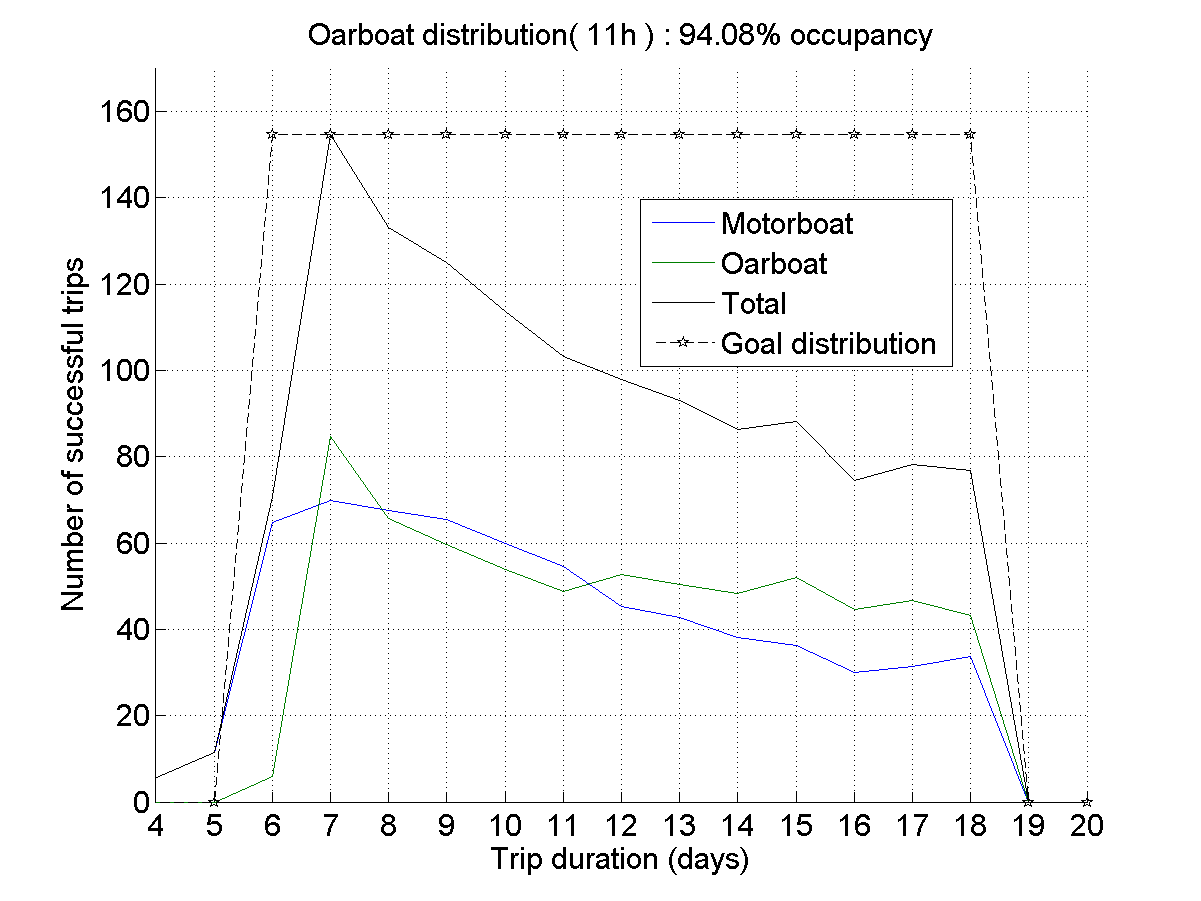 Oarboat distribution( 11h ) : 94.08% occupancy
160
140
120
100
80
60
40
20
0
Number of successful trips
Motorboat
Oarboat
Total
Goal distribution
4 5 6 7 8 9 10 11 12 13 14 15 16 17 18 19 20
Trip duration (days)